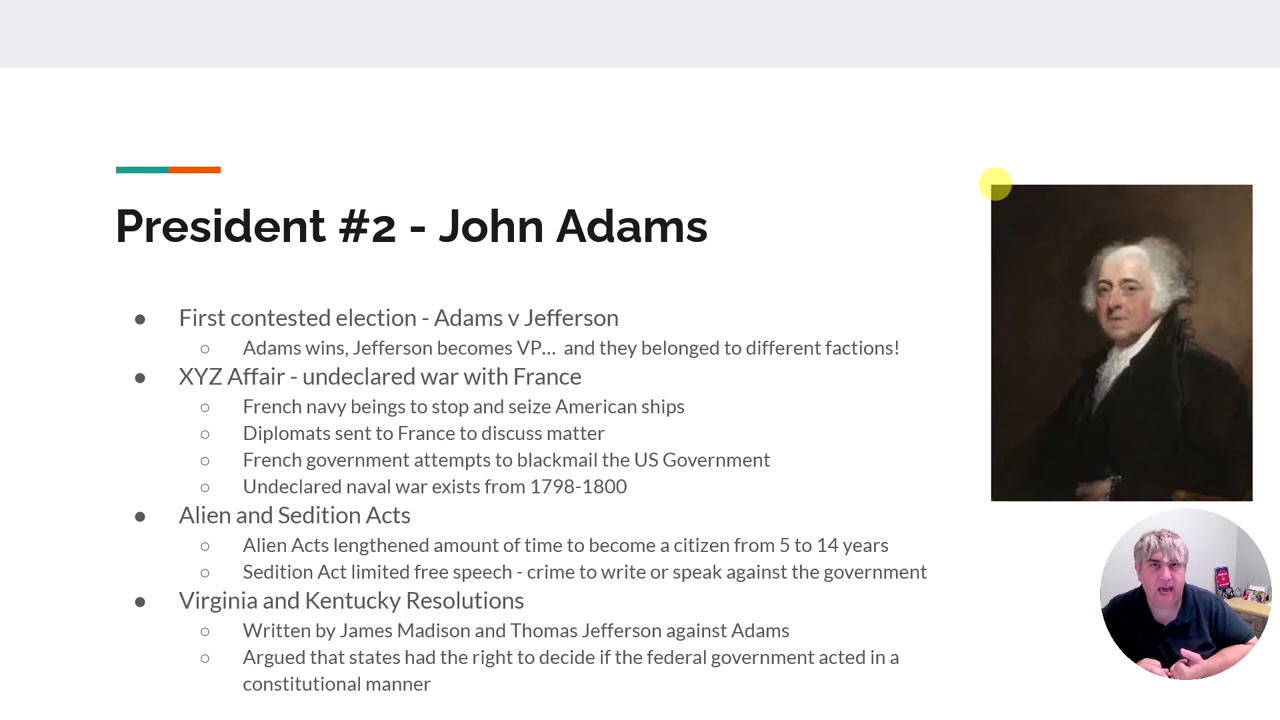 President #2 - John Adams
● First contested election - Adams v Jefferson
○ Adams wins, Jefferson becomes VP... and they belonged to different factions!
● XYZ Affair - undeclared war with France
○ French navy beings to stop and seize American ships
○ Diplomats sent to France to discuss matter
○ French government attempts to blackmail the US Government
○ Undeclared naval war exists from 1798-1800
● Alien and Sedition Acts
○ Alien Acts lengthened amount of time to become a citizen from 5 to 14 years
○ Sedition Act limited free speech - crime to write or speak against the government
● Virginia and Kentucky Resolutions
○ Written by James Madison and Thomas Jefferson against Adams
○ Argued that states had the right to decide if the federal government acted in a
constitutional manner